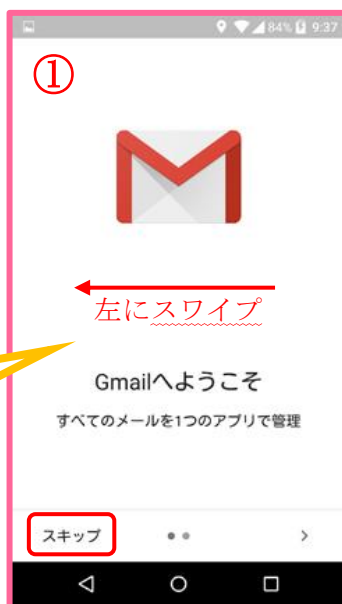 84% 9:37
①
左にスワイプ
Gmailへようこそ
すべてのメールを1つのアプリで管理
スキップ